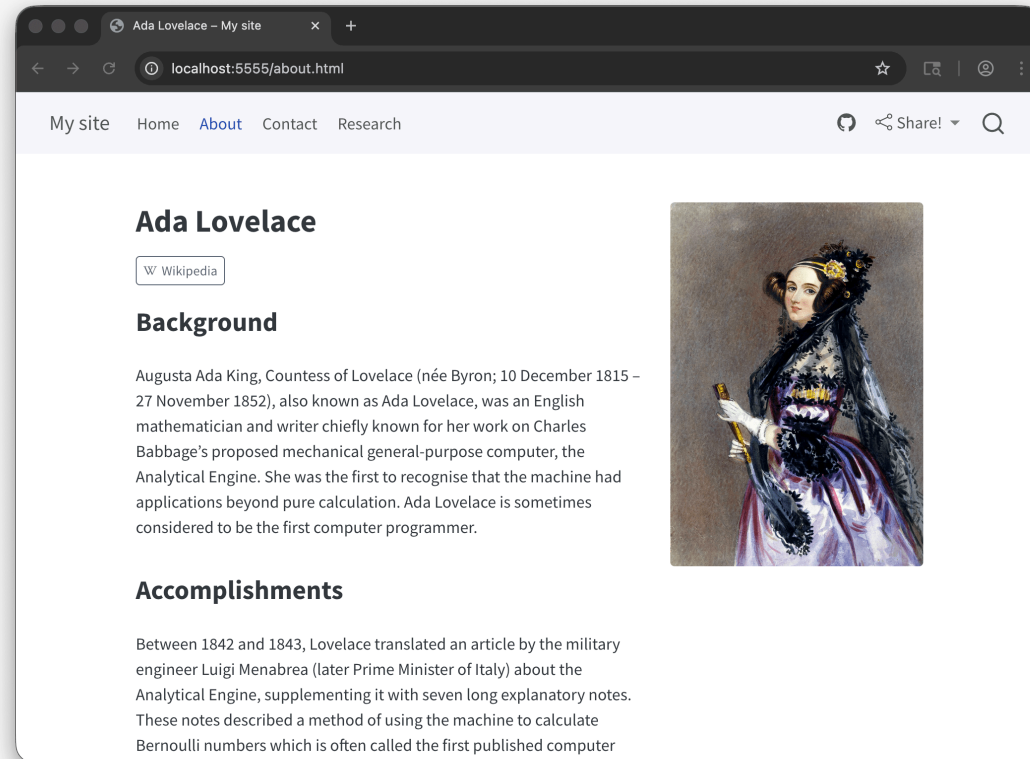 Ada Lovelace – My site
localhost:5555/about.html
My site Home About Contact Research Share!
Ada Lovelace
W Wikipedia
Background
Augusta Ada King, Countess of Lovelace (née Byron; 10 December 1815 –
27 November 1852), also known as Ada Lovelace, was an English
mathematician and writer chiefly known for her work on Charles
Babbage’s proposed mechanical general-purpose computer, the
Analytical Engine. She was the first to recognise that the machine had
applications beyond pure calculation. Ada Lovelace is sometimes
considered to be the first computer programmer.
Accomplishments
Between 1842 and 1843, Lovelace translated an article by the military
engineer Luigi Menabrea (later Prime Minister of Italy) about the
Analytical Engine, supplementing it with seven long explanatory notes.
These notes described a method of using the machine to calculate
Bernoulli numbers which is often called the first published computer